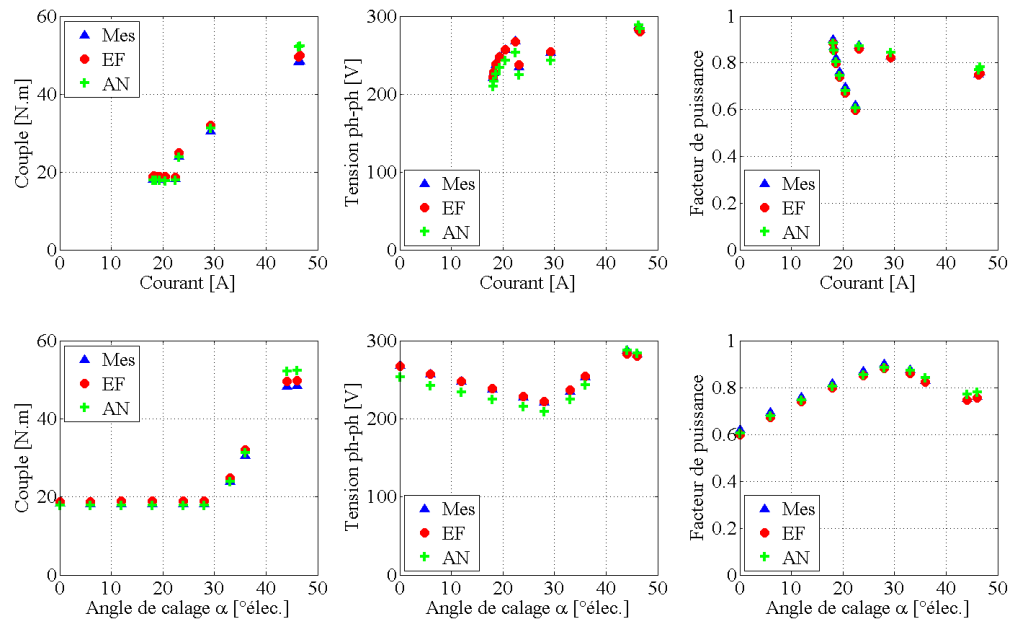 Couple [N.m]
60
40
20
0
Mes
EF
AN
0 10 20 30 40 50
Courant [A]
Tension ph-ph [V]
300
200
100
0
Mes
EF
AN
0 10 20 30 40 50
Courant [A]
Facteur de puissance
1
0.8
0.6
0.4
0.2
0
Mes
EF
AN
0 10 20 30 40 50
Courant [A]
Couple [N.m]
60
40
20
0
Mes
EF
AN
0 10 20 30 40 50
Angle de calage α [°élec.]
Tension ph-ph [V]
300
200
100
0
Mes
EF
AN
0 10 20 30 40 50
Angle de calage α [°élec.]
Facteur de puissance
1
0.8
0.6
0.4
0.2
0
Mes
EF
AN
0 10 20 30 40 50
Angle de calage α [°élec.]